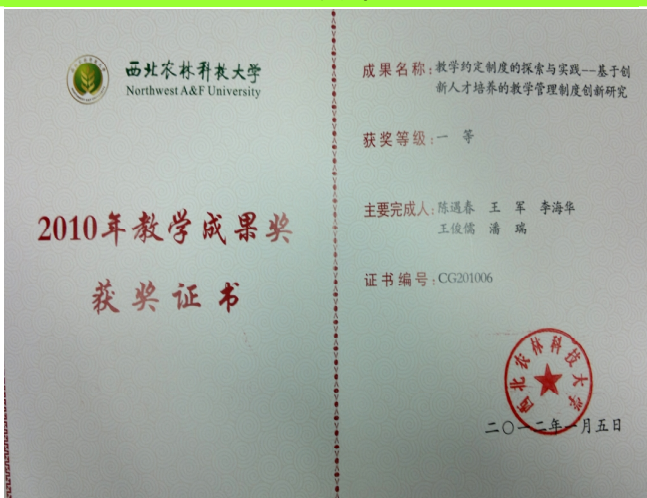 西北农林科技大学
Northwest A&F University
2010年教学成果奖
获奖证书
成果名称：教学约定制度的探索与实践--基于创
新人才培养的教学管理制度创新研究
获奖等级：一 等
主要完成人：陈遇春 王 军 李海华
王俊儒 潘 瑞
证书编号：CG201006
西北农林科技大学
二〇一二年一月五日